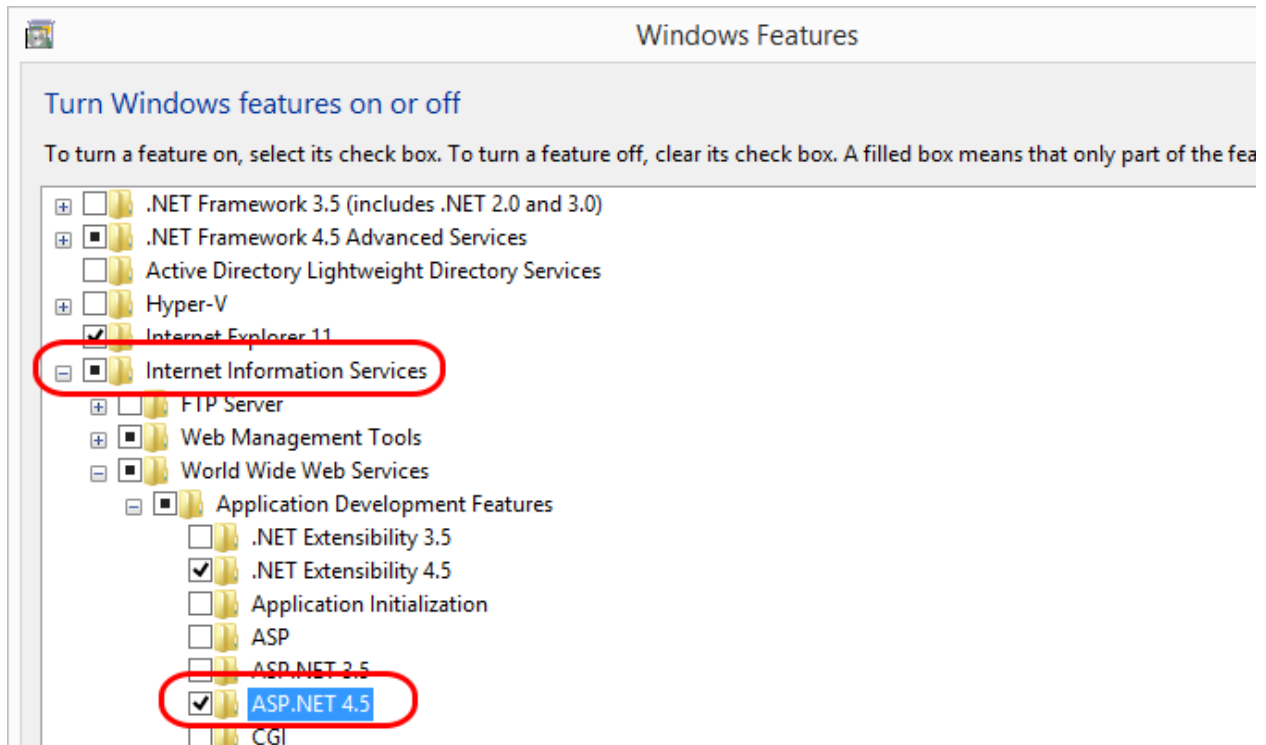 Windows Features
Turn Windows features on or off
To turn a feature on, select its check box. To turn a feature off, clear its check box. A filled box means that only part of the fea
.NET Framework 3.5 (includes .NET 2.0 and 3.0)
.NET Framework 4.5 Advanced Services
Active Directory Lightweight Directory Services
Hyper-V
Internet Explorer 11
Internet Information Services
FTP Server
Web Management Tools
World Wide Web Services
Application Development Features
.NET Extensibility 3.5
.NET Extensibility 4.5
Application Initialization
ASP
ASP.NET 3.5
ASP.NET 4.5
CGI